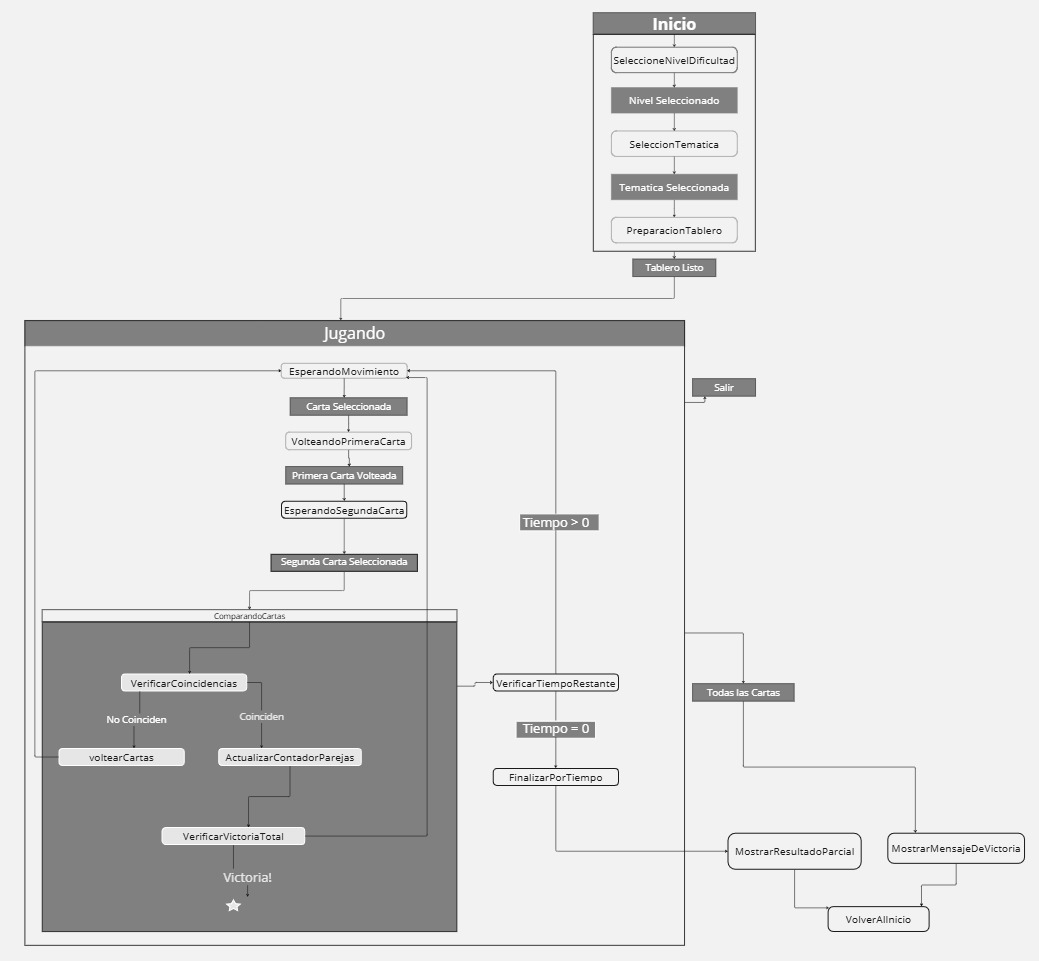 Inicio
SeleccioneNivelDificultad
Nivel Seleccionado
SeleccionTematica
Tematica Seleccionada
PreparacionTablero
Tablero Listo
Jugando
EsperandoMovimiento
Salir
Carta Seleccionada
VolteandoPrimeraCarta
Primera Carta Volteada
EsperandoSegundaCarta
Tiempo > 0
Segunda Carta Seleccionada
ComparandoCartas
VerificarCoincidencias
VerificarTiempoRestante
Todas las Cartas
No Coinciden
Coinciden
Tiempo = 0
voltearCartas
ActualizarContadorParejas
FinalizarPorTiempo
VerificarVictoriaTotal
MostrarResultadoParcial
MostrarMensajeDeVictoria
Victoria!
VolverAlInicio